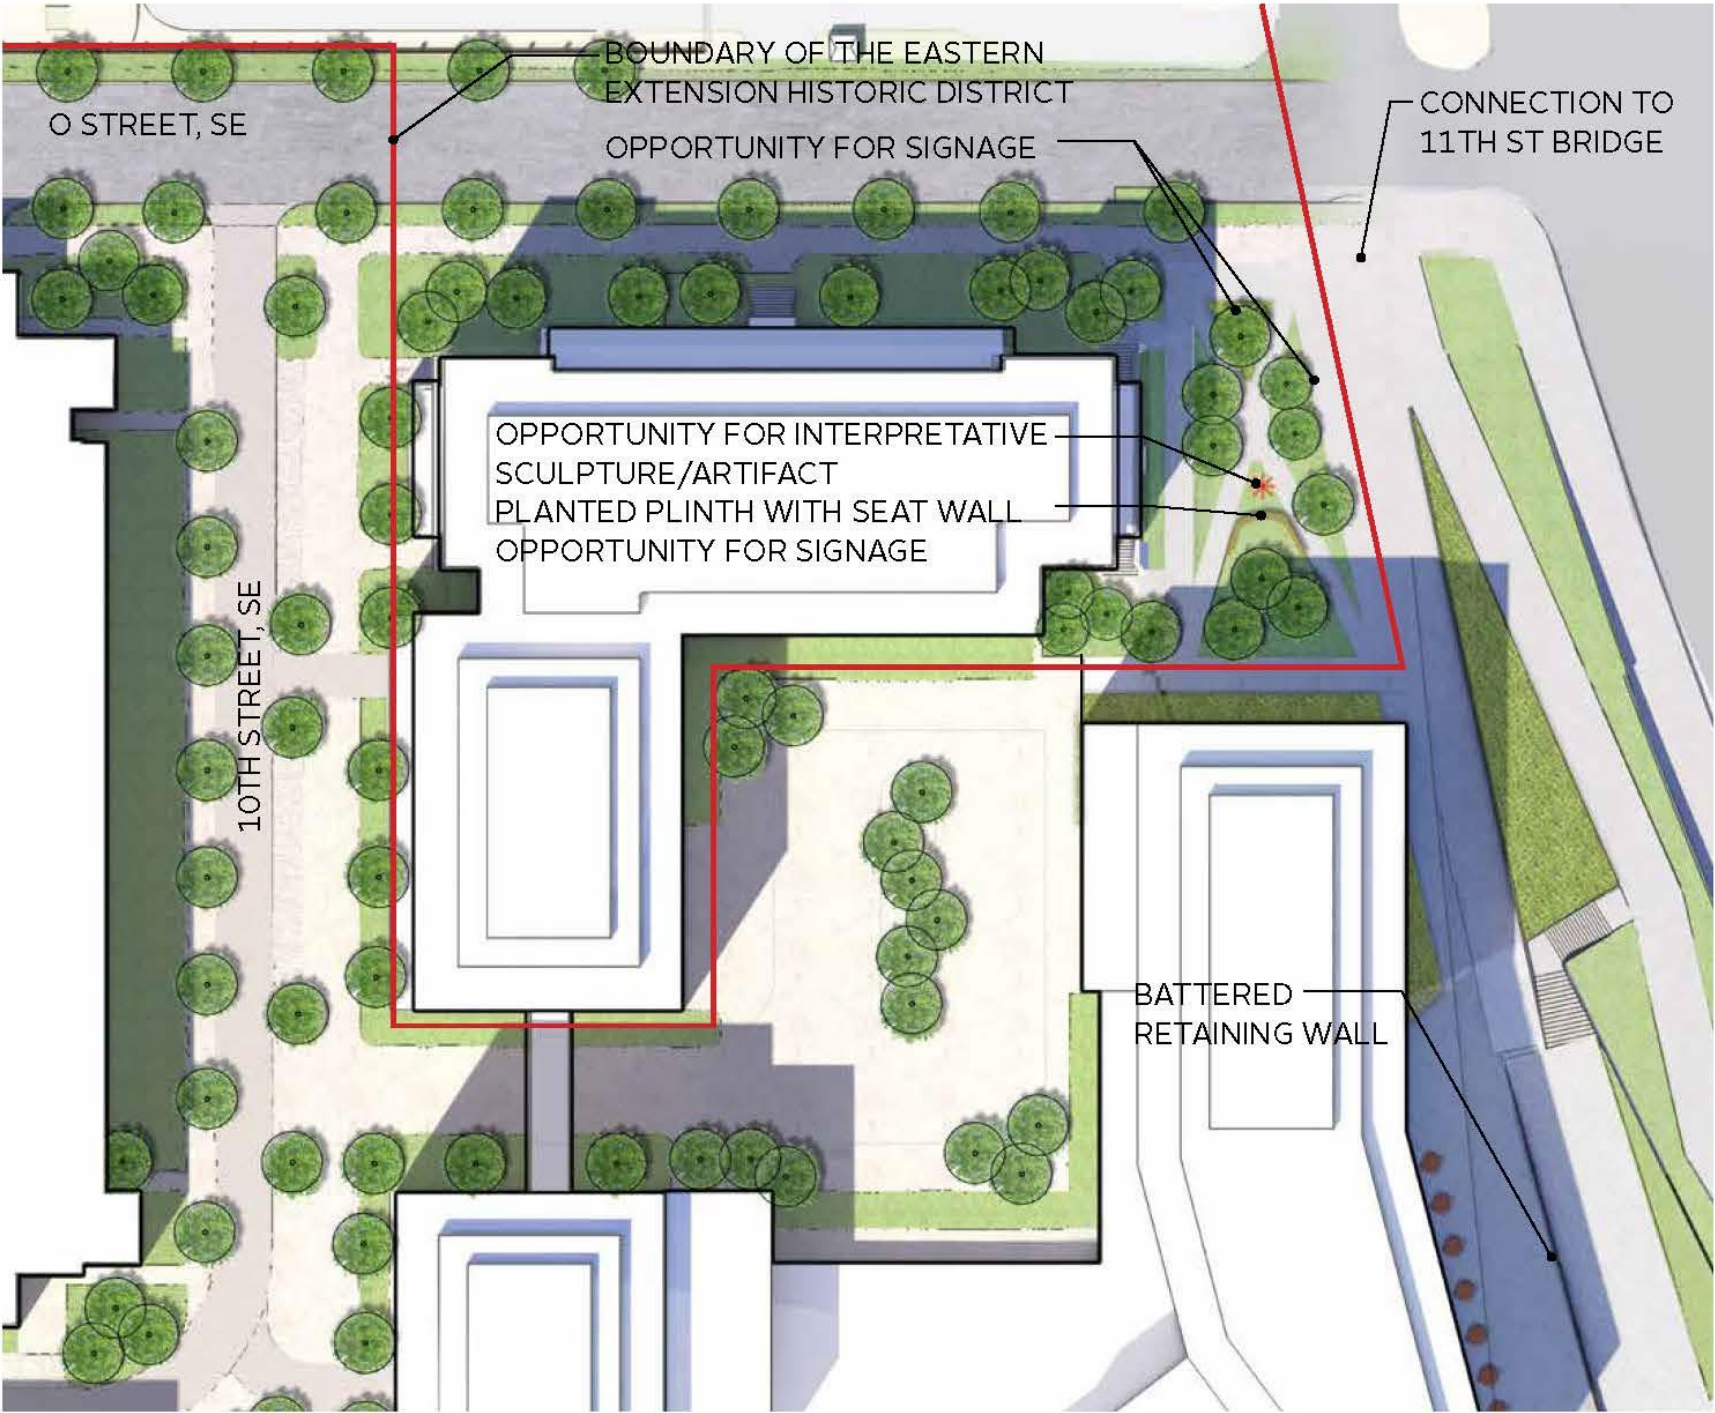 BOUNDARY OF THE EASTERN
EXTENSION HISTORIC DISTRICT
O STREET, SE
OPPORTUNITY FOR SIGNAGE
CONNECTION TO
11TH ST BRIDGE
OPPORTUNITY FOR INTERPRETATIVE
SCULPTURE/ARTIFACT
PLANTED PLINTH WITH SEAT WALL
OPPORTUNITY FOR SIGNAGE
10TH STREET, SE
BATTERED
RETAINING WALL